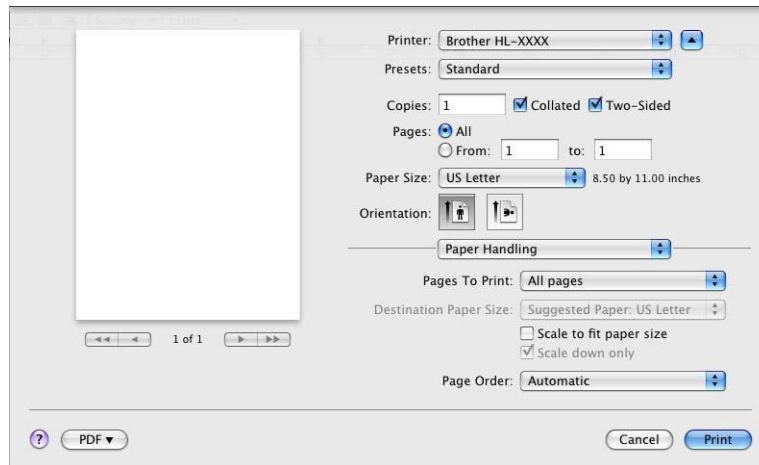 Printer: Brother HL-XXXX
Presets: Standard
Copies: 1 Collated Two-Sided
Pages: All
From: 1 to: 1
Paper Size: US Letter 8.50 by 11.00 inches
Orientation:
Paper Handling
Pages To Print: All pages
Destination Paper Size: Suggested Paper: US Letter
Scale to fit paper size
1 of 1
Scale down only
Page Order: Automatic
? PDF Cancel Print